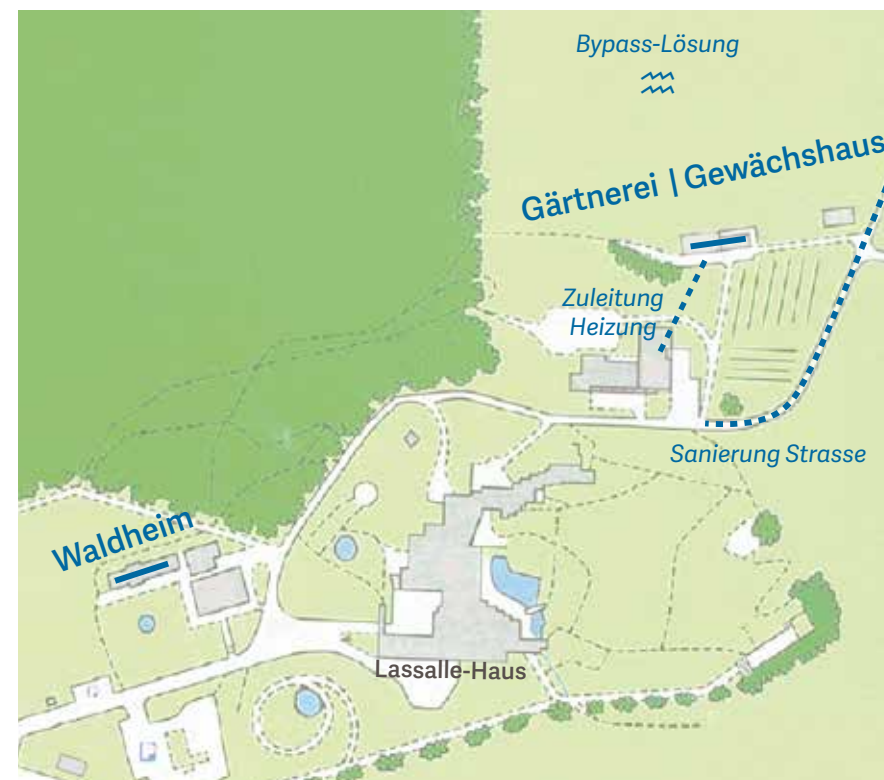 Bypass-Lösung
Gärtnerei | Gewächshaus
Zuleitung
Heizung
Sanierung Strasse
Waldheim
Lassalle-Haus